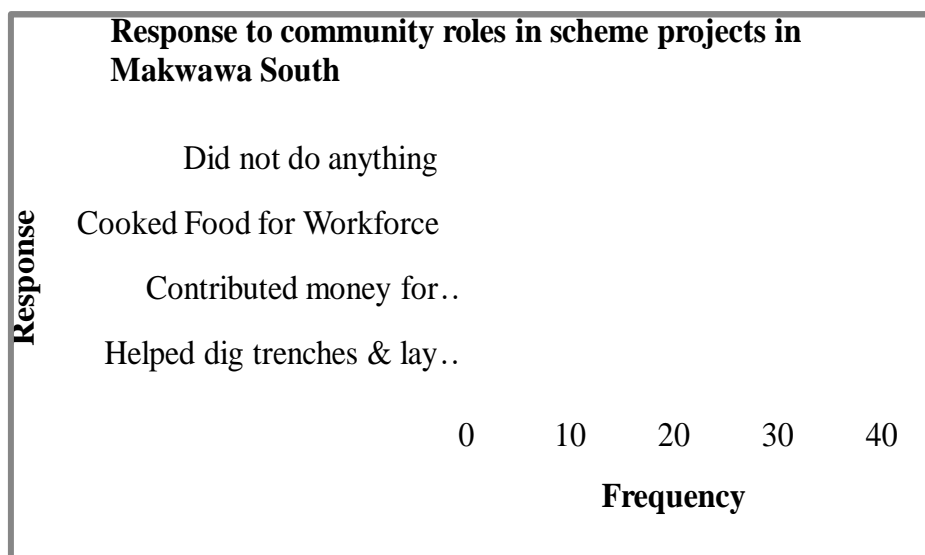 Response to community roles in scheme projects in
Makwawa South
Response
Did not do anything
Cooked Food for Workforce
Contributed money for..
Helped dig trenches & lay..
0 10 20 30 40
Frequency